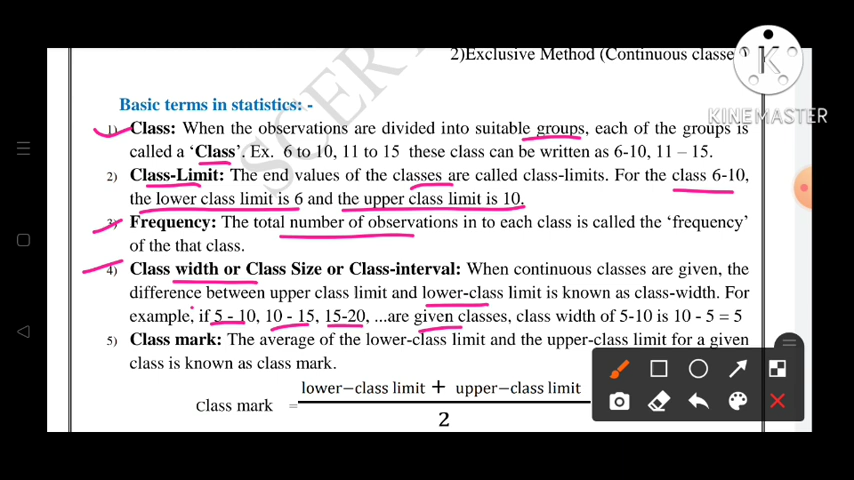 2)Exclusive Method (Continuous classe
KINEMASTER
SCERT
Basic terms in statistics: -
1) Class: When the observations are divided into suitable groups, each of the groups is
called a ‘Class’. Ex. 6 to 10, 11 to 15 these class can be written as 6-10, 11 – 15.
2) Class-Limit: The end values of the classes are called class-limits. For the class 6-10,
the lower class limit is 6 and the upper class limit is 10.
3) Frequency: The total number of observations in to each class is called the ‘frequency’
of the that class.
4) Class width or Class Size or Class-interval: When continuous classes are given, the
difference between upper class limit and lower-class limit is known as class-width. For
example, if 5 - 10, 10 - 15, 15-20, ...are given classes, class width of 5-10 is 10 - 5 = 5
5) Class mark: The average of the lower-class limit and the upper-class limit for a given
class is known as class mark.
lower−class limit + upper−class limit
Class mark =
2